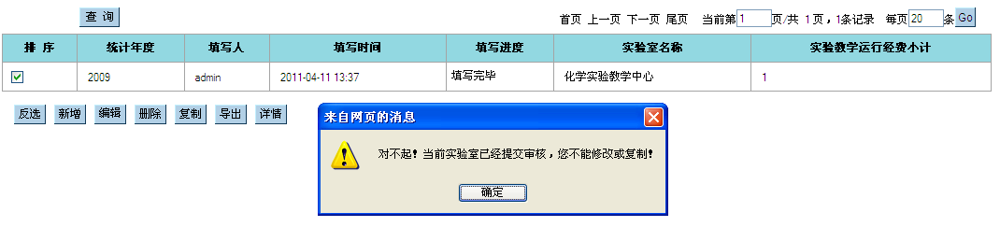 查 询
首页 上一页 下一页 尾页 当前第1页/共 1 页，1条记录 每页20条Go
排 序 统计年度 填写人 填写时间 填写进度 实验室名称 实验教学运行经费小计
2009 admin 2011-04-11 13:37 填写完毕 化学实验教学中心 1
反选 新增 编辑 删除 复制 导出 详情
来自网页的消息
对不起！当前实验室已经提交审核，您不能修改或复制！
确定